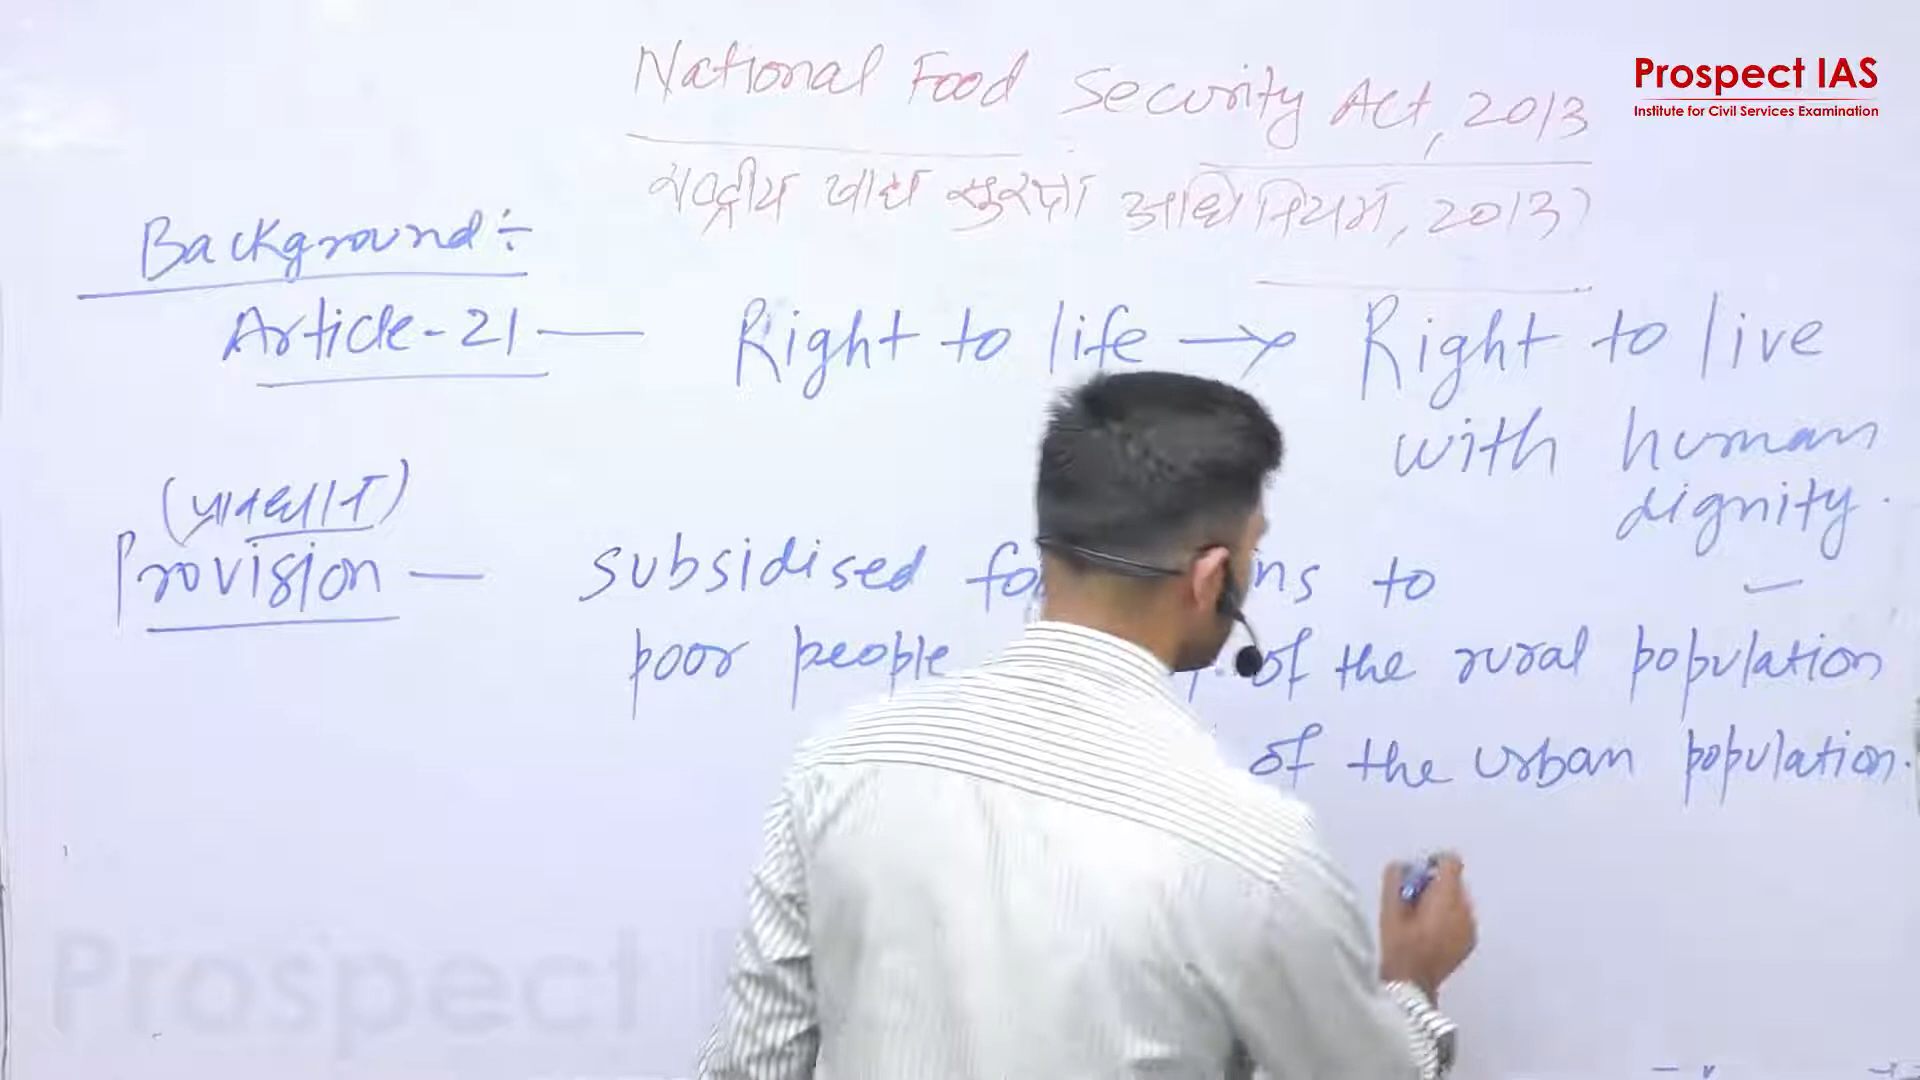 National Food Security Act, 2013
Prospect IAS
Institute for Civil Services Examination
राष्ट्रीय खाद्य सुरक्षा अधिनियम, 2013
Background ÷
Article-21 — Right to life → Right to live
with human
dignity.
(प्रावधान)
Provision — subsidised to
poor people of the rural population
of the urban population.
Prospect